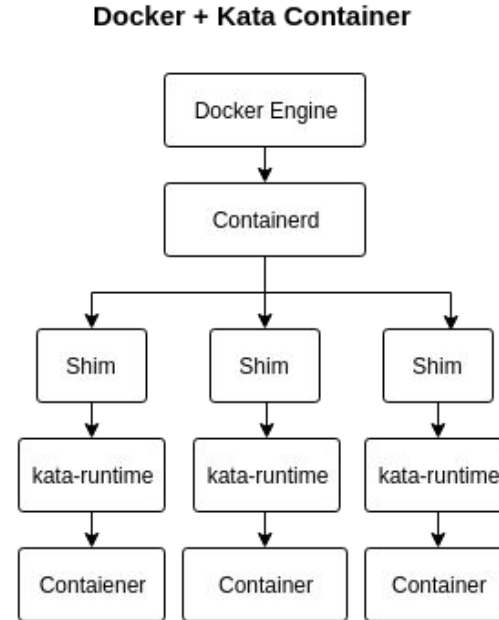 Docker + Kata Container
Docker Engine
Containerd
Shim
Shim
Shim
kata-runtime
kata-runtime
kata-runtime
Contaiener
Container
Container